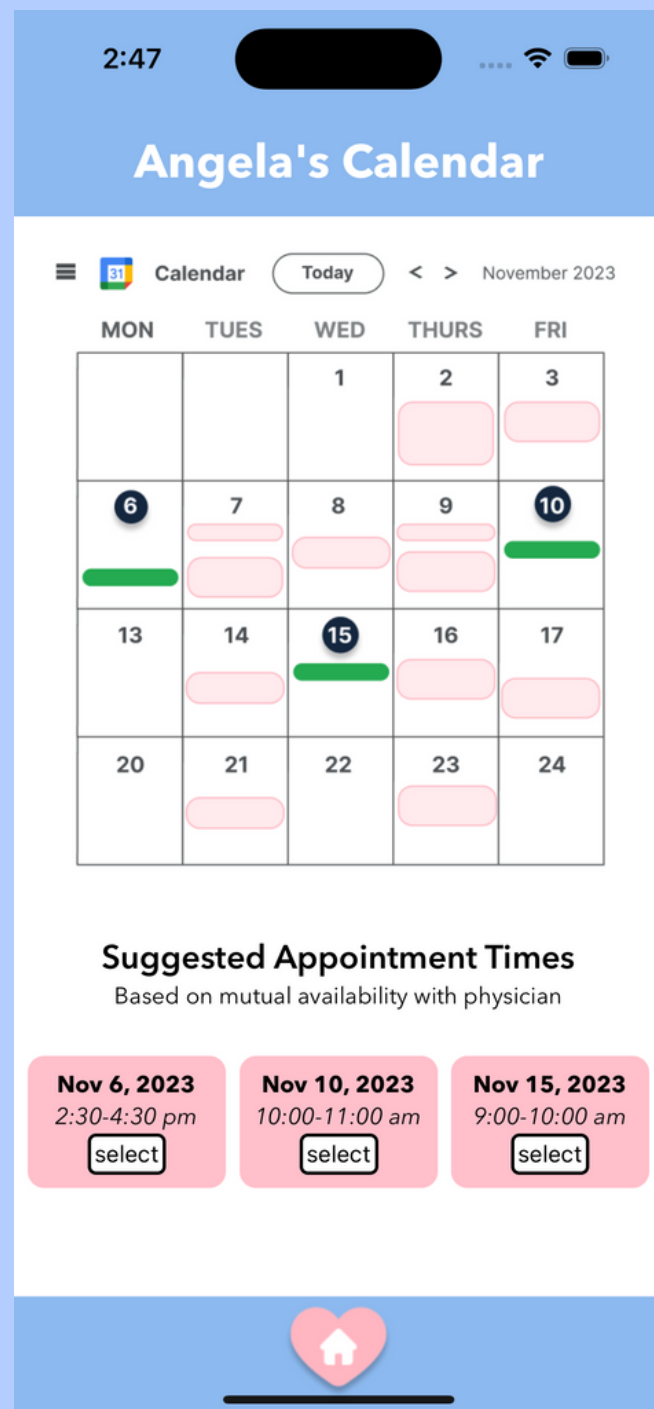 2:47
Angela's Calendar
31 Calendar Today < > November 2023
MON TUES WED THURS FRI
1 2 3
6 7 8 9 10
13 14 15 16 17
20 21 22 23 24
Suggested Appointment Times
Based on mutual availability with physician
Nov 6, 2023 Nov 10, 2023 Nov 15, 2023
2:30-4:30 pm 10:00-11:00 am 9:00-10:00 am
select select select